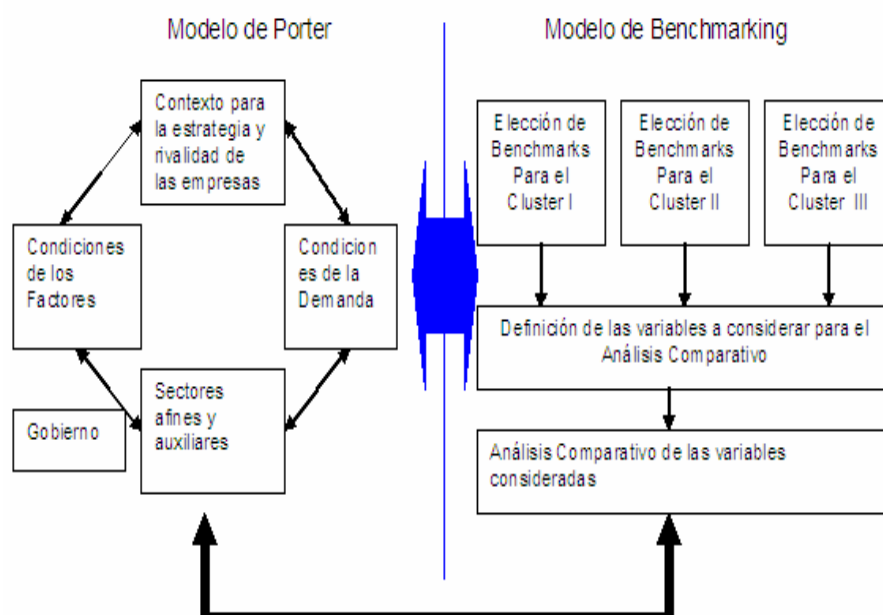 Modelo de Porter
Contexto para
la estrategia y
rivalidad de
las empresas
Condiciones
de los
Factores
Condicion
es de la
Demanda
Sectores
afines y
auxiliares
Gobierno
Modelo de Benchmarking
Elección de
Benchmarks
Para el
Cluster I
Elección de
Benchmarks
Para el
Cluster II
Elección de
Benchmarks
Para el
Cluster III
Definición de las variables a considerar para el
Análisis Comparativo
Análisis Comparativo de las variables
consideradas